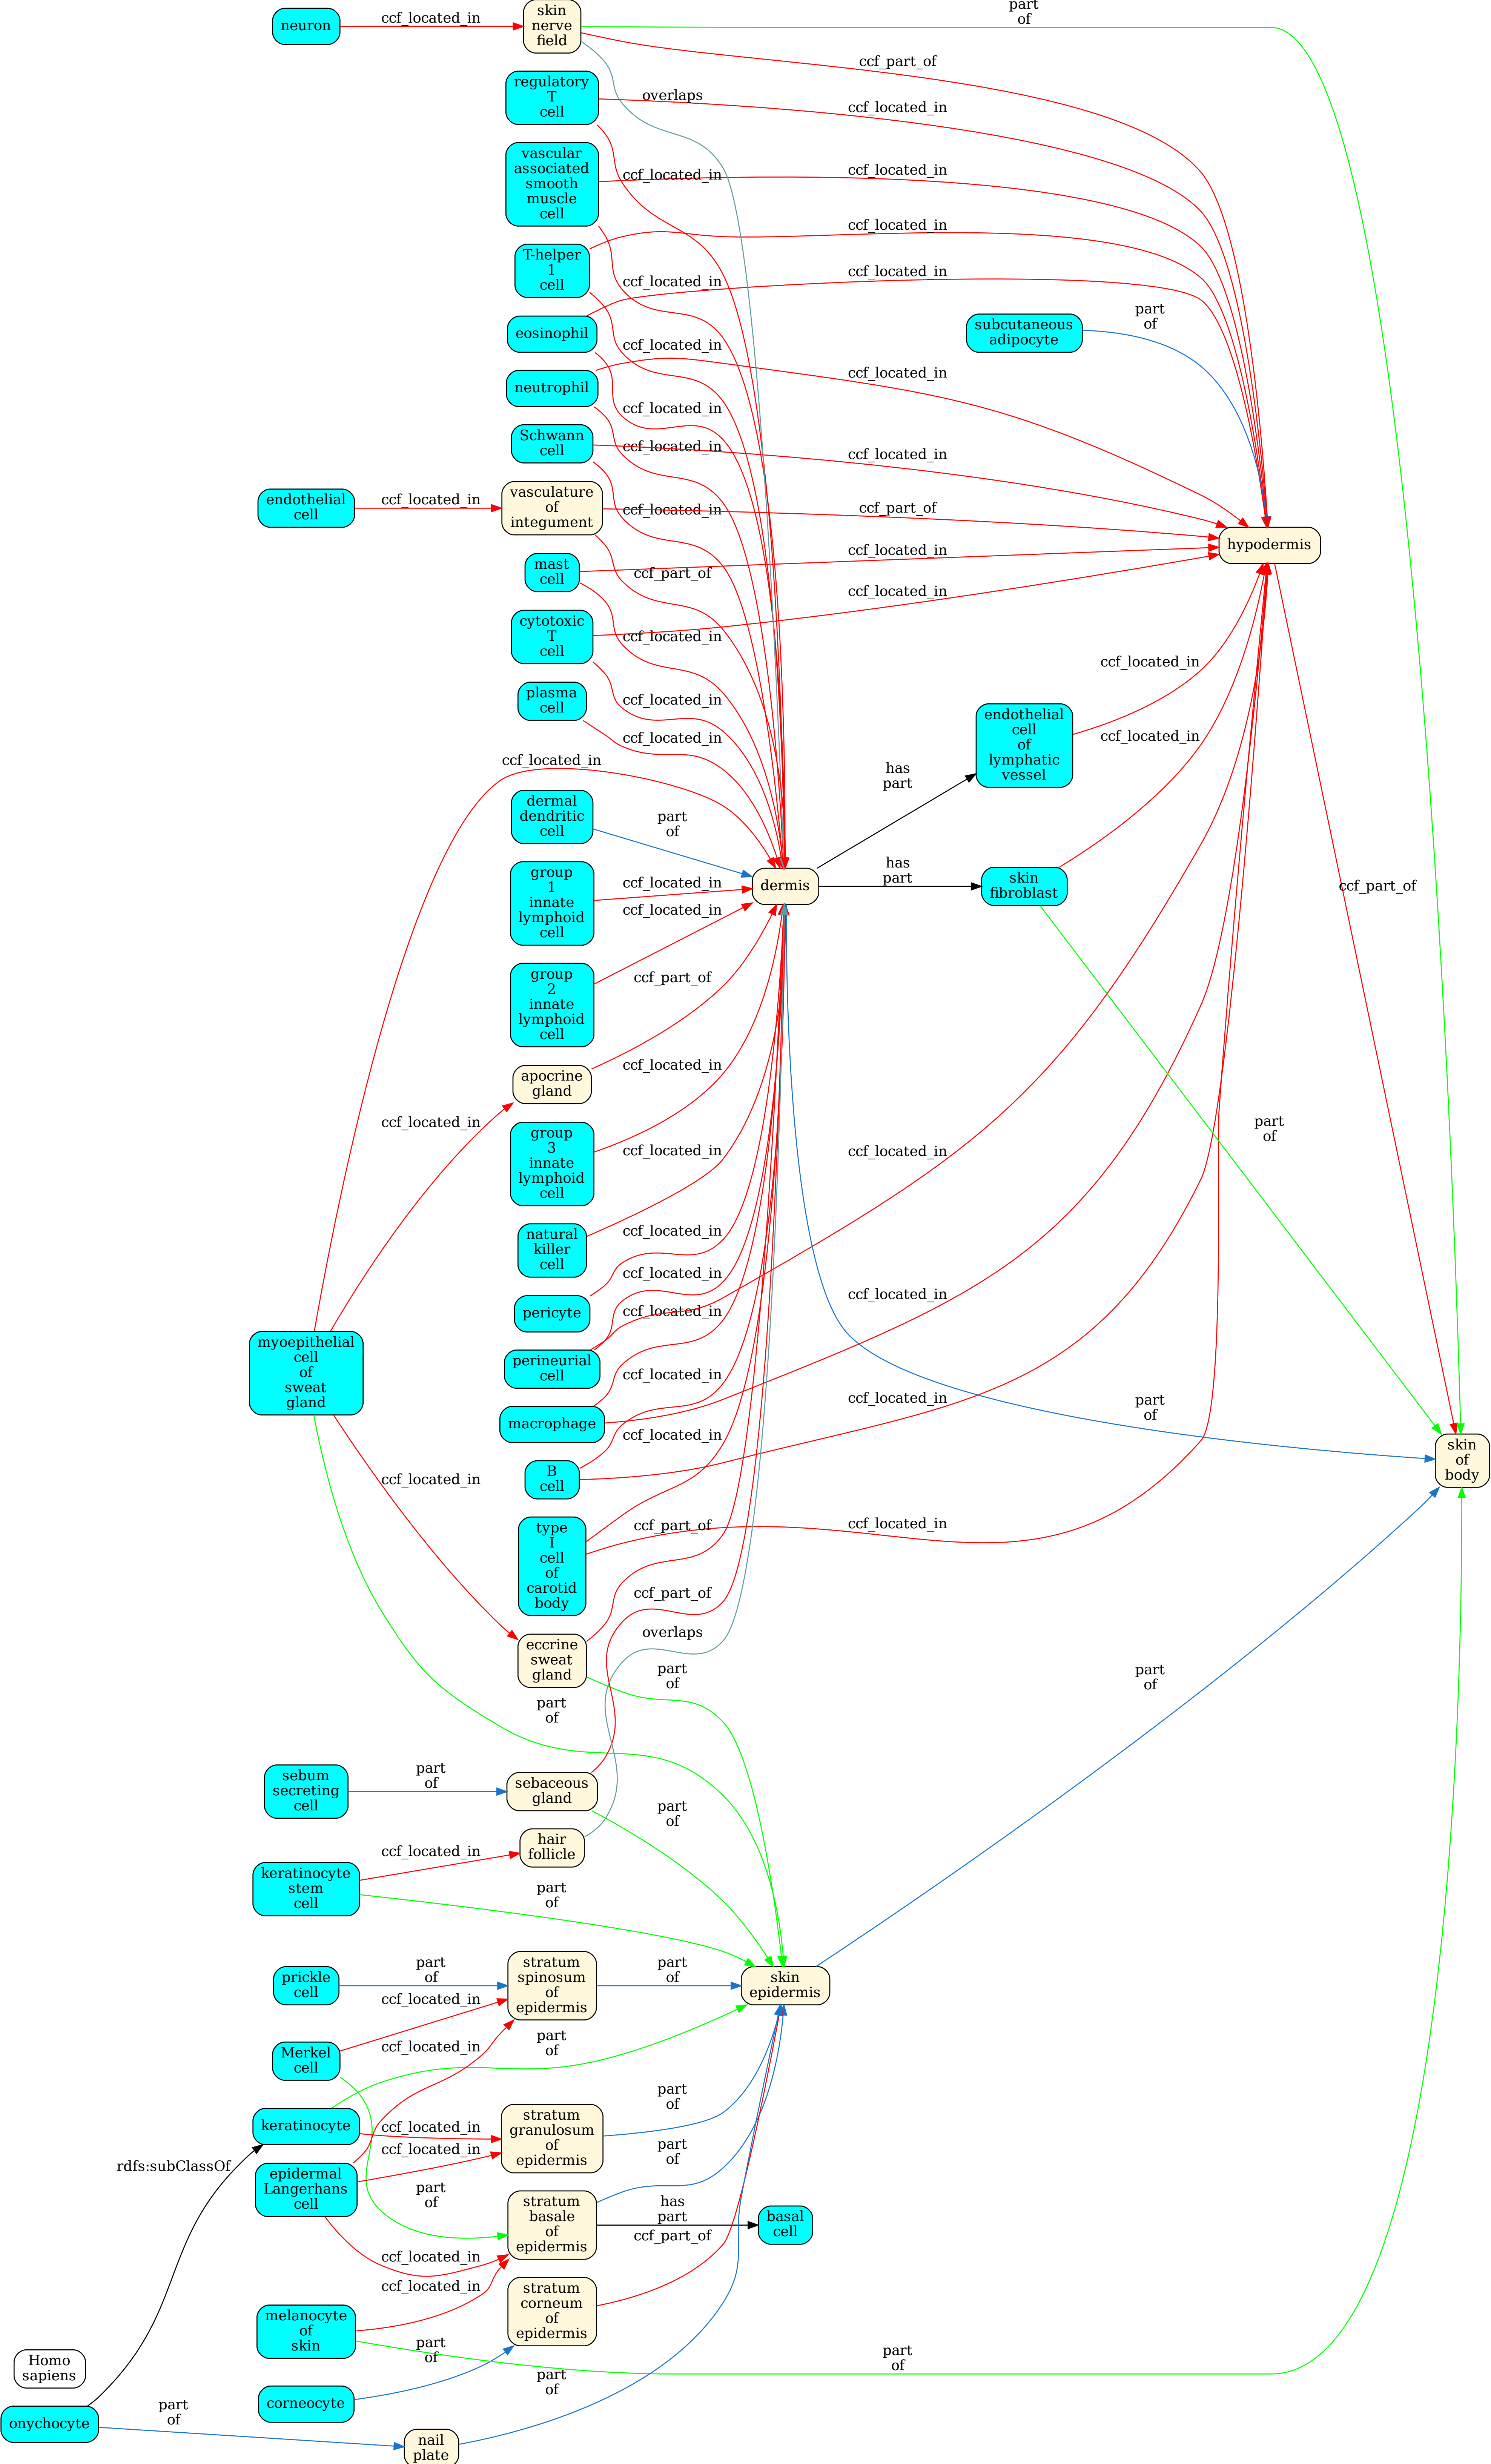 part
of
neuron
ccf_located_in
skin
nerve
field
ccf_part_of
regulatory
T
cell
overlaps
ccf_located_in
vascular
associated
smooth
muscle
cell
ccf_located_in
ccf_located_in
T-helper
1
cell
ccf_located_in
ccf_located_in
ccf_located_in
eosinophil
subcutaneous
adipocyte
part
of
ccf_located_in
neutrophil
ccf_located_in
ccf_located_in
Schwann
cell
ccf_located_in
ccf_located_in
endothelial
cell
ccf_located_in
vasculature
of
integument
ccf_located_in
ccf_part_of
hypodermis
mast
cell
ccf_part_of
ccf_located_in
cytotoxic
T
cell
ccf_located_in
ccf_located_in
plasma
cell
ccf_located_in
ccf_located_in
ccf_located_in
endothelial
cell
of
lymphatic
vessel
ccf_located_in
ccf_located_in
has
part
dermal
dendritic
cell
part
of
group
1
innate
lymphoid
cell
ccf_located_in
dermis
has
part
skin
fibroblast
ccf_part_of
ccf_located_in
group
2
innate
lymphoid
cell
ccf_part_of
apocrine
gland
ccf_located_in
ccf_located_in
group
3
innate
lymphoid
cell
part
of
ccf_located_in
ccf_located_in
natural
killer
cell
ccf_located_in
pericyte
ccf_located_in
ccf_located_in
ccf_located_in
myoepithelial
cell
of
sweat
gland
perineurial
cell
ccf_located_in
macrophage
ccf_located_in
part
of
ccf_located_in
skin
of
body
B
cell
ccf_located_in
type
I
cell
of
carotid
body
ccf_part_of
ccf_located_in
ccf_part_of
eccrine
sweat
gland
overlaps
part
of
part
of
part
of
sebum
secreting
cell
part
of
sebaceous
gland
part
of
hair
follicle
ccf_located_in
keratinocyte
stem
cell
part
of
prickle
cell
part
of
stratum
spinosum
of
epidermis
part
of
skin
epidermis
ccf_located_in
Merkel
cell
ccf_located_in
part
of
keratinocyte
ccf_located_in
stratum
granulosum
of
epidermis
part
of
rdfs:subClassOf
epidermal
Langerhans
cell
ccf_located_in
part
of
part
of
stratum
basale
of
epidermis
has
part
basal
cell
ccf_located_in
ccf_part_of
ccf_located_in
melanocyte
of
skin
stratum
corneum
of
epidermis
part
of
part
of
Homo
sapiens
corneocyte
part
of
onychocyte
part
of
nail
plate